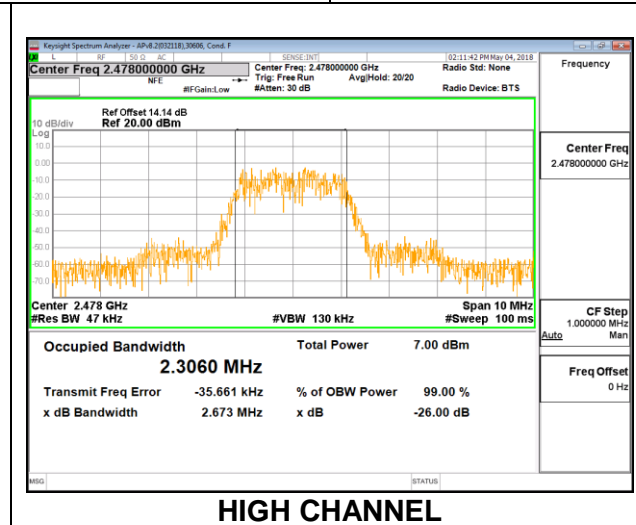 Keysight Spectrum Analyzer - APv8.2(032118),30606, Cond. F
L RF 50 Ω AC SENSE:INT 02:11:42 PM May 04, 2018
Center Freq 2.478000000 GHz Center Freq: 2.478000000 GHz Radio Std: None Frequency
NFE Trig: Free Run Avg|Hold: 20/20
#IFGain:Low #Atten: 30 dB Radio Device: BTS
Ref Offset 14.14 dB
10 dB/div Ref 20.00 dBm
Log
10.0
0.00
-10.0
-20.0
-30.0
-40.0
-50.0
-60.0
-70.0
Center Freq
2.478000000 GHz
Center 2.478 GHz Span 10 MHz
#Res BW 47 kHz #VBW 130 kHz #Sweep 100 ms
CF Step
1.000000 MHz
Auto Man
Occupied Bandwidth Total Power 7.00 dBm
2.3060 MHz
Freq Offset
0 Hz
Transmit Freq Error -35.661 kHz % of OBW Power 99.00 %
x dB Bandwidth 2.673 MHz x dB -26.00 dB
MSG STATUS
HIGH CHANNEL